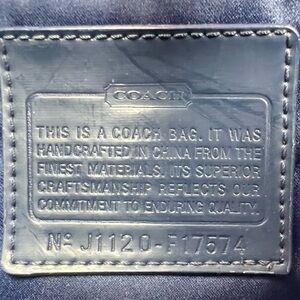 COACH
THIS IS A COACH BAG. IT WAS
HANDCRAFTED IN CHINA FROM THE
FINEST MATERIALS. ITS SUPERIOR
CRAFTSMANSHIP REFLECTS OUR
COMMITMENT TO ENDURING QUALITY.
Nº J1120-F17574